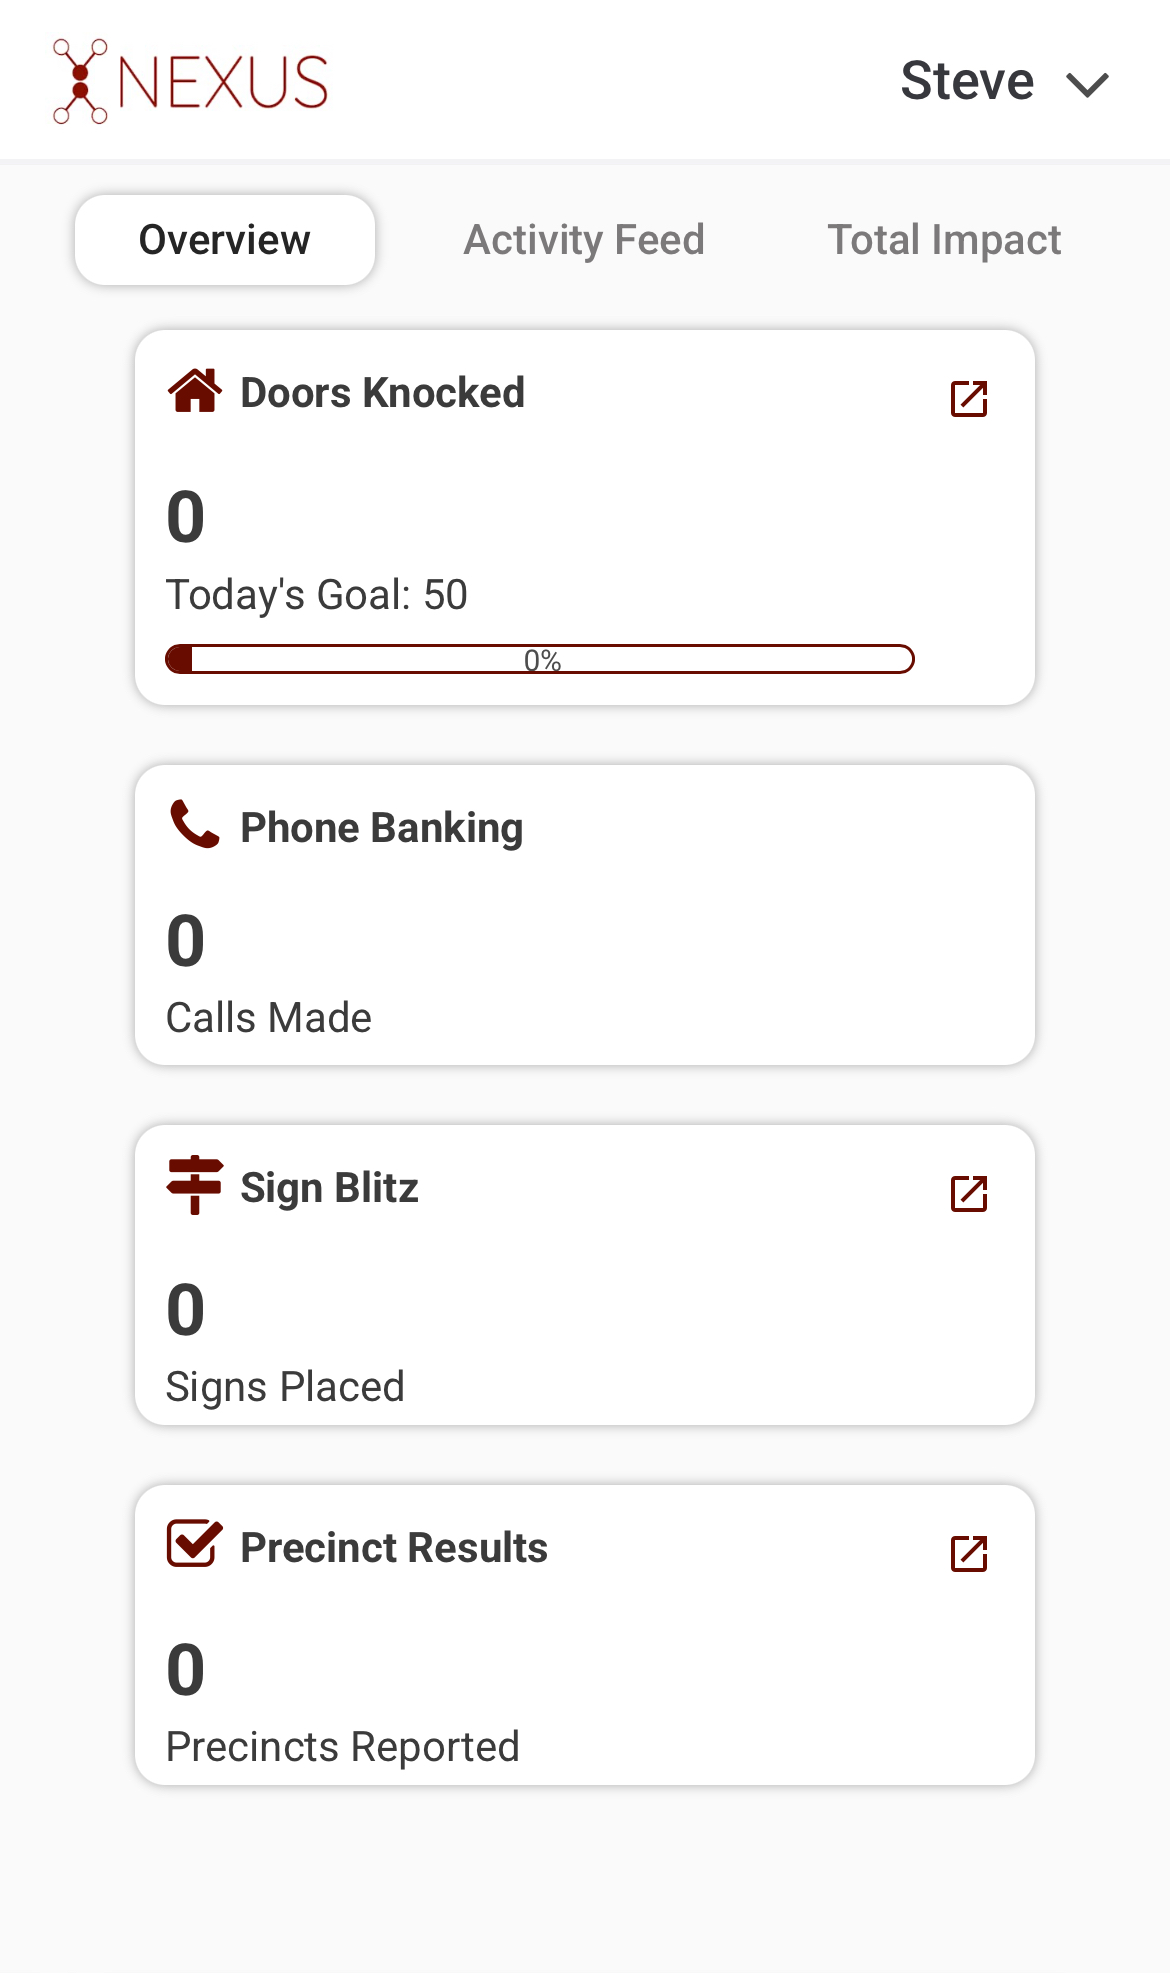 NEXUS
Steve
Overview
Activity Feed
Total Impact
Doors Knocked
0
Today's Goal: 50
0%
Phone Banking
0
Calls Made
Sign Blitz
0
Signs Placed
Precinct Results
0
Precincts Reported